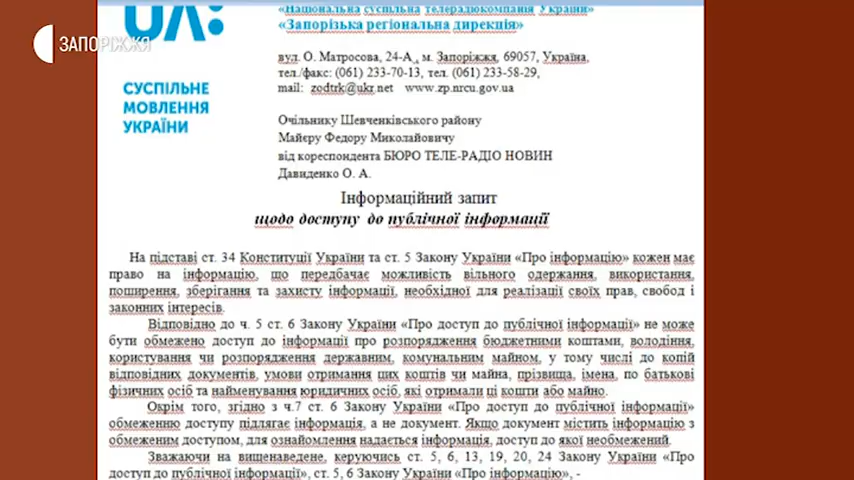 «Національна суспільна телерадіокомпанія України»
«Запорізька регіональна дирекція»
UA:
ЗАПОРІЖЖЯ
СУСПІЛЬНЕ
МОВЛЕННЯ
УКРАЇНИ
вул. О. Матросова, 24-А,, м. Запоріжжя, 69057, Україна,
тел./факс: (061) 233-70-13, тел. (061) 233-58-29,
mail: zodtrk@ukr.net www.zp.nrcu.gov.ua
Очільнику Шевченківського району
Майєру Федору Миколайовичу
від кореспондента БЮРО ТЕЛЕ-РАДІО НОВИН
Давиденко О. А.
Інформаційний запит
щодо доступу до публічної інформації
На підставі ст. 34 Конституції України та ст. 5 Закону України «Про інформацію» кожен має
право на інформацію, що передбачає можливість вільного одержання, використання,
поширення, зберігання та захисту інформації, необхідної для реалізації своїх прав, свобод і
законних інтересів.
Відповідно до ч. 5 ст. 6 Закону України «Про доступ до публічної інформації» не може
бути обмежено доступ до інформації про розпорядження бюджетними коштами, володіння,
користування чи розпорядження державним, комунальним майном, у тому числі до копій
відповідних документів, умови отримання цих коштів чи майна, прізвища, імена, по батькові
фізичних осіб та найменування юридичних осіб, які отримали ці кошти або майно.
Окрім того, згідно з ч.7 ст. 6 Закону України «Про доступ до публічної інформації»
обмеженню доступу підлягає інформація, а не документ. Якщо документ містить інформацію з
обмеженим доступом, для ознайомлення надається інформація, доступ до якої необмежений.
Зважаючи на вищенаведене, керуючись ст. 5, 6, 13, 19, 20, 24 Закону України «Про
доступ до публічної інформації», ст. 5, 6 Закону України «Про інформацію», -